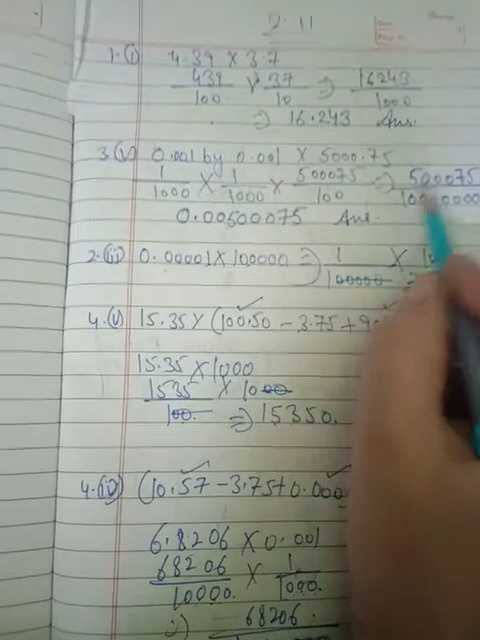 2.11
1.(i) 4.39 × 3.7
439/100 × 37/10 ⇒ 16243/1000
⇒ 16.243 Ans.
3.(v) 0.001 by 0.001 × 5000.75
1/1000 × 1/1000 × 500075/100 ⇒ 500075
0.00500075 Ans.
2.(ii) 0.00001 × 100000 ⇒ 1/100000 ×
4.(v) 15.35 × (100.50 - 3.75 + 9
15.35 × 1000
1535/100 × 1000
⇒ 15350.
4.(iv) (10.57 - 3.75 + 0.000
6.8206 × 0.001
68206/10000 × 1/1000.
68206.